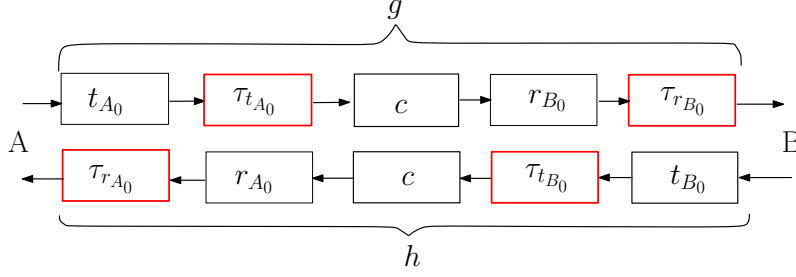 g
t_{A_0} τ_{t_{A_0}} c r_{B_0} τ_{r_{B_0}}
A B
τ_{r_{A_0}} r_{A_0} c τ_{t_{B_0}} t_{B_0}
h